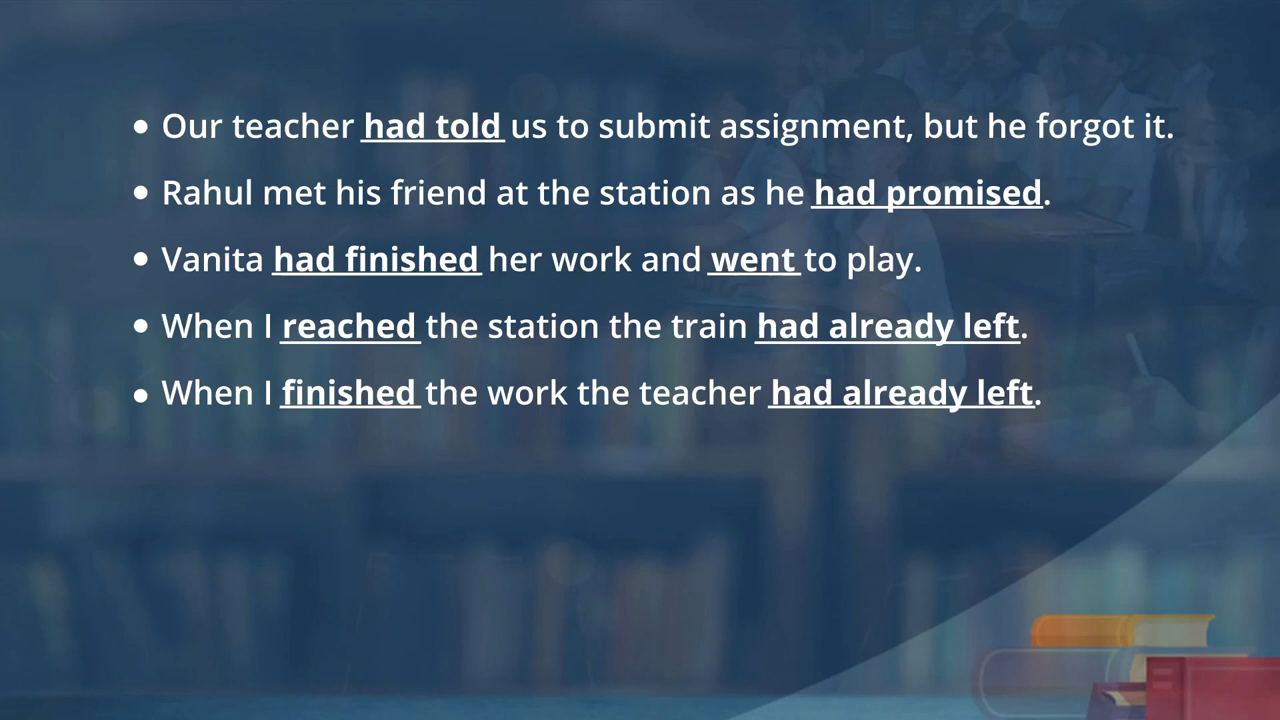 • Our teacher had told us to submit assignment, but he forgot it.
• Rahul met his friend at the station as he had promised.
• Vanita had finished her work and went to play.
• When I reached the station the train had already left.
• When I finished the work the teacher had already left.